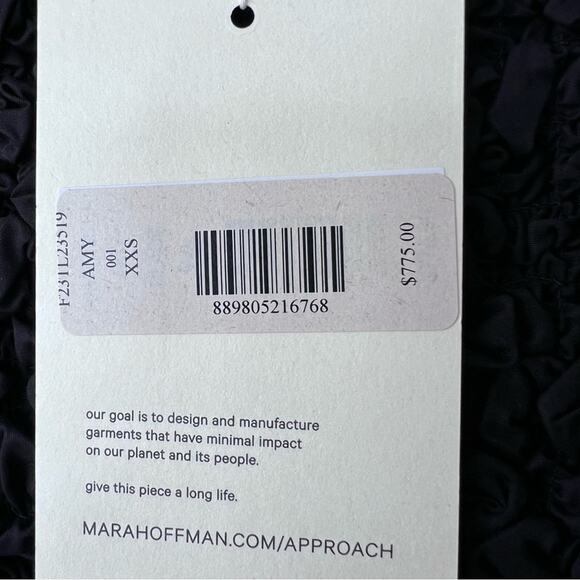 F231L23519
AMY
001
XXS
889805216768
$775.00
our goal is to design and manufacture
garments that have minimal impact
on our planet and its people.
give this piece a long life.
MARAHOFFMAN.COM/APPROACH